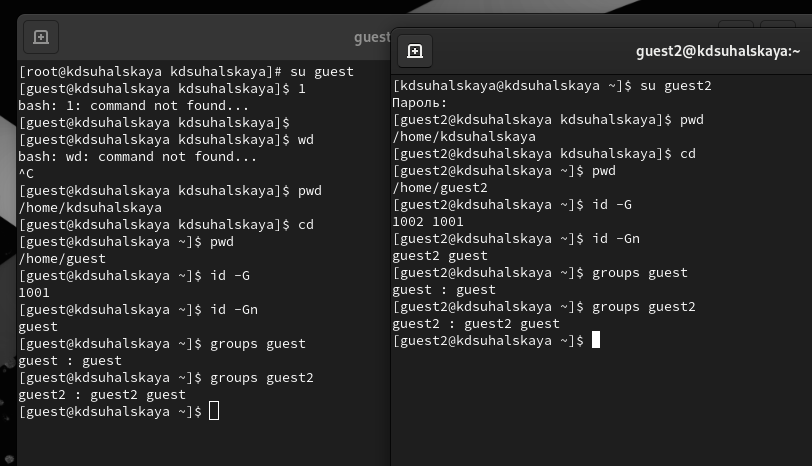 guest
[root@kdsuhalskaya kdsuhalskaya]# su guest
[guest@kdsuhalskaya kdsuhalskaya]$ l
bash: l: command not found...
[guest@kdsuhalskaya kdsuhalskaya]$
[guest@kdsuhalskaya kdsuhalskaya]$ wd
bash: wd: command not found...
^C
[guest@kdsuhalskaya kdsuhalskaya]$ pwd
/home/kdsuhalskaya
[guest@kdsuhalskaya kdsuhalskaya]$ cd
[guest@kdsuhalskaya ~]$ pwd
/home/guest
[guest@kdsuhalskaya ~]$ id -G
1001
[guest@kdsuhalskaya ~]$ id -Gn
guest
[guest@kdsuhalskaya ~]$ groups guest
guest : guest
[guest@kdsuhalskaya ~]$ groups guest2
guest2 : guest2 guest
[guest@kdsuhalskaya ~]$
guest2@kdsuhalskaya:~
[kdsuhalskaya@kdsuhalskaya ~]$ su guest2
Пароль:
[guest2@kdsuhalskaya kdsuhalskaya]$ pwd
/home/kdsuhalskaya
[guest2@kdsuhalskaya kdsuhalskaya]$ cd
[guest2@kdsuhalskaya ~]$ pwd
/home/guest2
[guest2@kdsuhalskaya ~]$ id -G
1002 1001
[guest2@kdsuhalskaya ~]$ id -Gn
guest2 guest
[guest2@kdsuhalskaya ~]$ groups guest
guest : guest
[guest2@kdsuhalskaya ~]$ groups guest2
guest2 : guest2 guest
[guest2@kdsuhalskaya ~]$